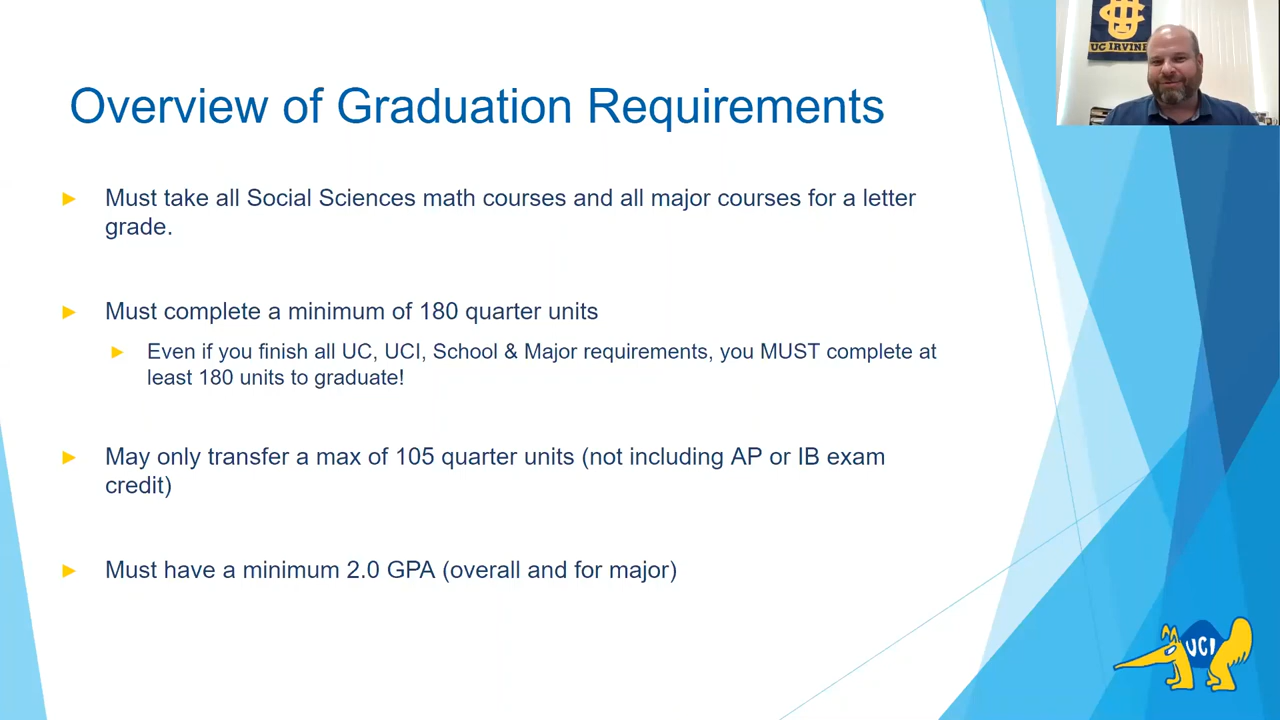 UC IRVINE
Overview of Graduation Requirements
Must take all Social Sciences math courses and all major courses for a letter
grade.
Must complete a minimum of 180 quarter units
Even if you finish all UC, UCI, School & Major requirements, you MUST complete at
least 180 units to graduate!
May only transfer a max of 105 quarter units (not including AP or IB exam
credit)
Must have a minimum 2.0 GPA (overall and for major)
UCI